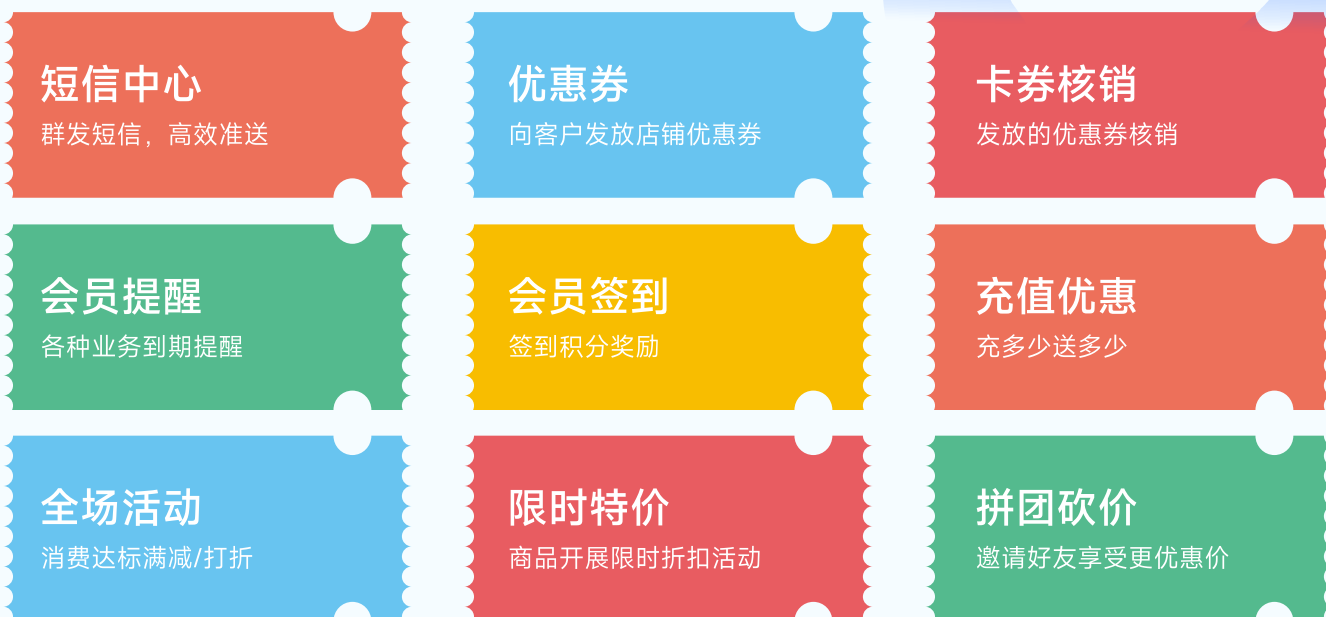 短信中心
群发短信，高效准送
优惠券
向客户发放店铺优惠券
卡券核销
发放的优惠券核销
会员提醒
各种业务到期提醒
会员签到
签到积分奖励
充值优惠
充多少送多少
全场活动
消费达标满减/打折
限时特价
商品开展限时折扣活动
拼团砍价
邀请好友享受更优惠价